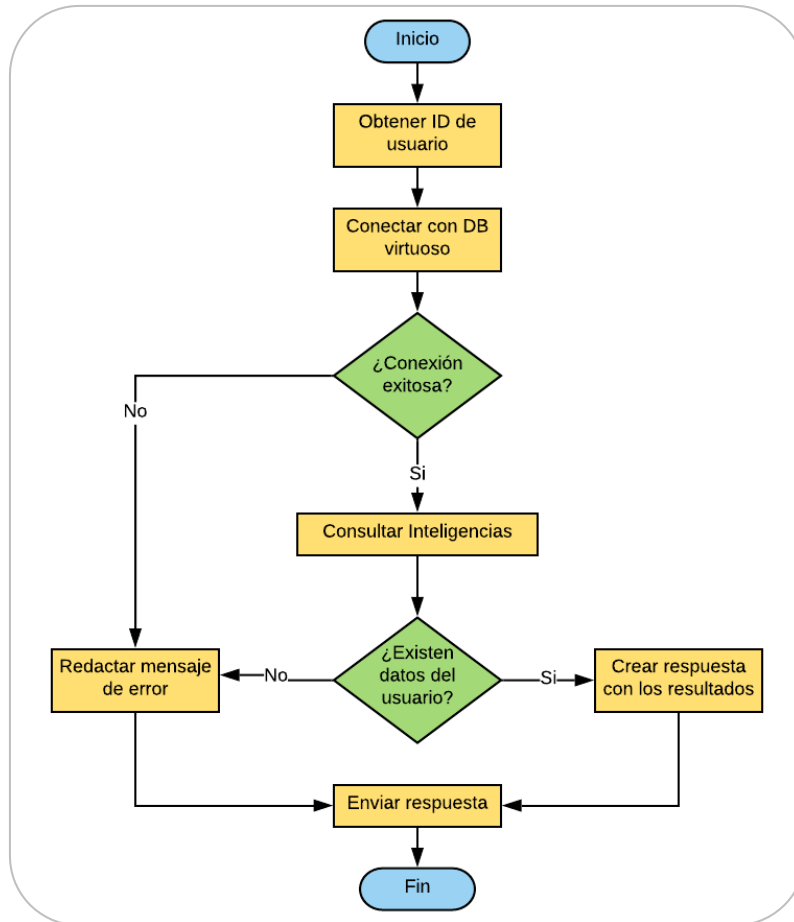 Inicio
Obtener ID de
usuario
Conectar con DB
virtuoso
¿Conexión
exitosa?
No
Si
Consultar Inteligencias
¿Existen
datos del
usuario?
No
Si
Redactar mensaje
de error
Crear respuesta
con los resultados
Enviar respuesta
Fin